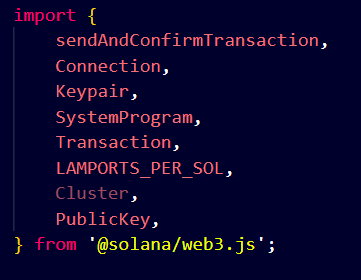 import {
sendAndConfirmTransaction,
Connection,
Keypair,
SystemProgram,
Transaction,
LAMPORTS_PER_SOL,
Cluster,
PublicKey,
} from '@solana/web3.js';